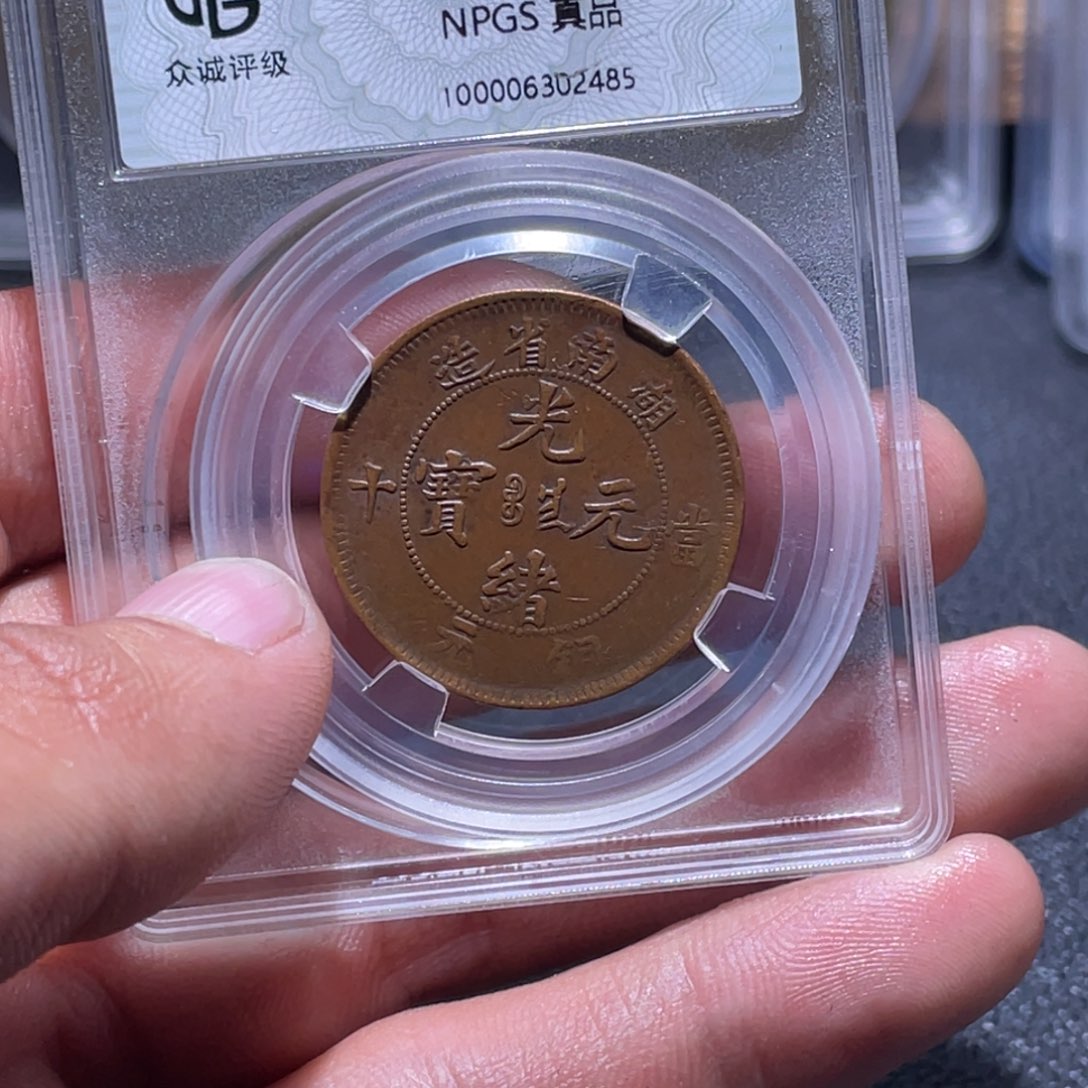 NPGS 真品
众诚评级
100006302485
湖南省造
光緒元寶
當十
銅元